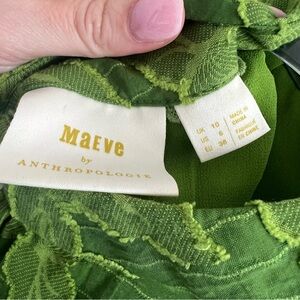 MAEVE
by
ANTHROPOLOGIE
UK 10
US 6
EU 38
MADE IN
CHINA
FABRIQUÉ
EN CHINE